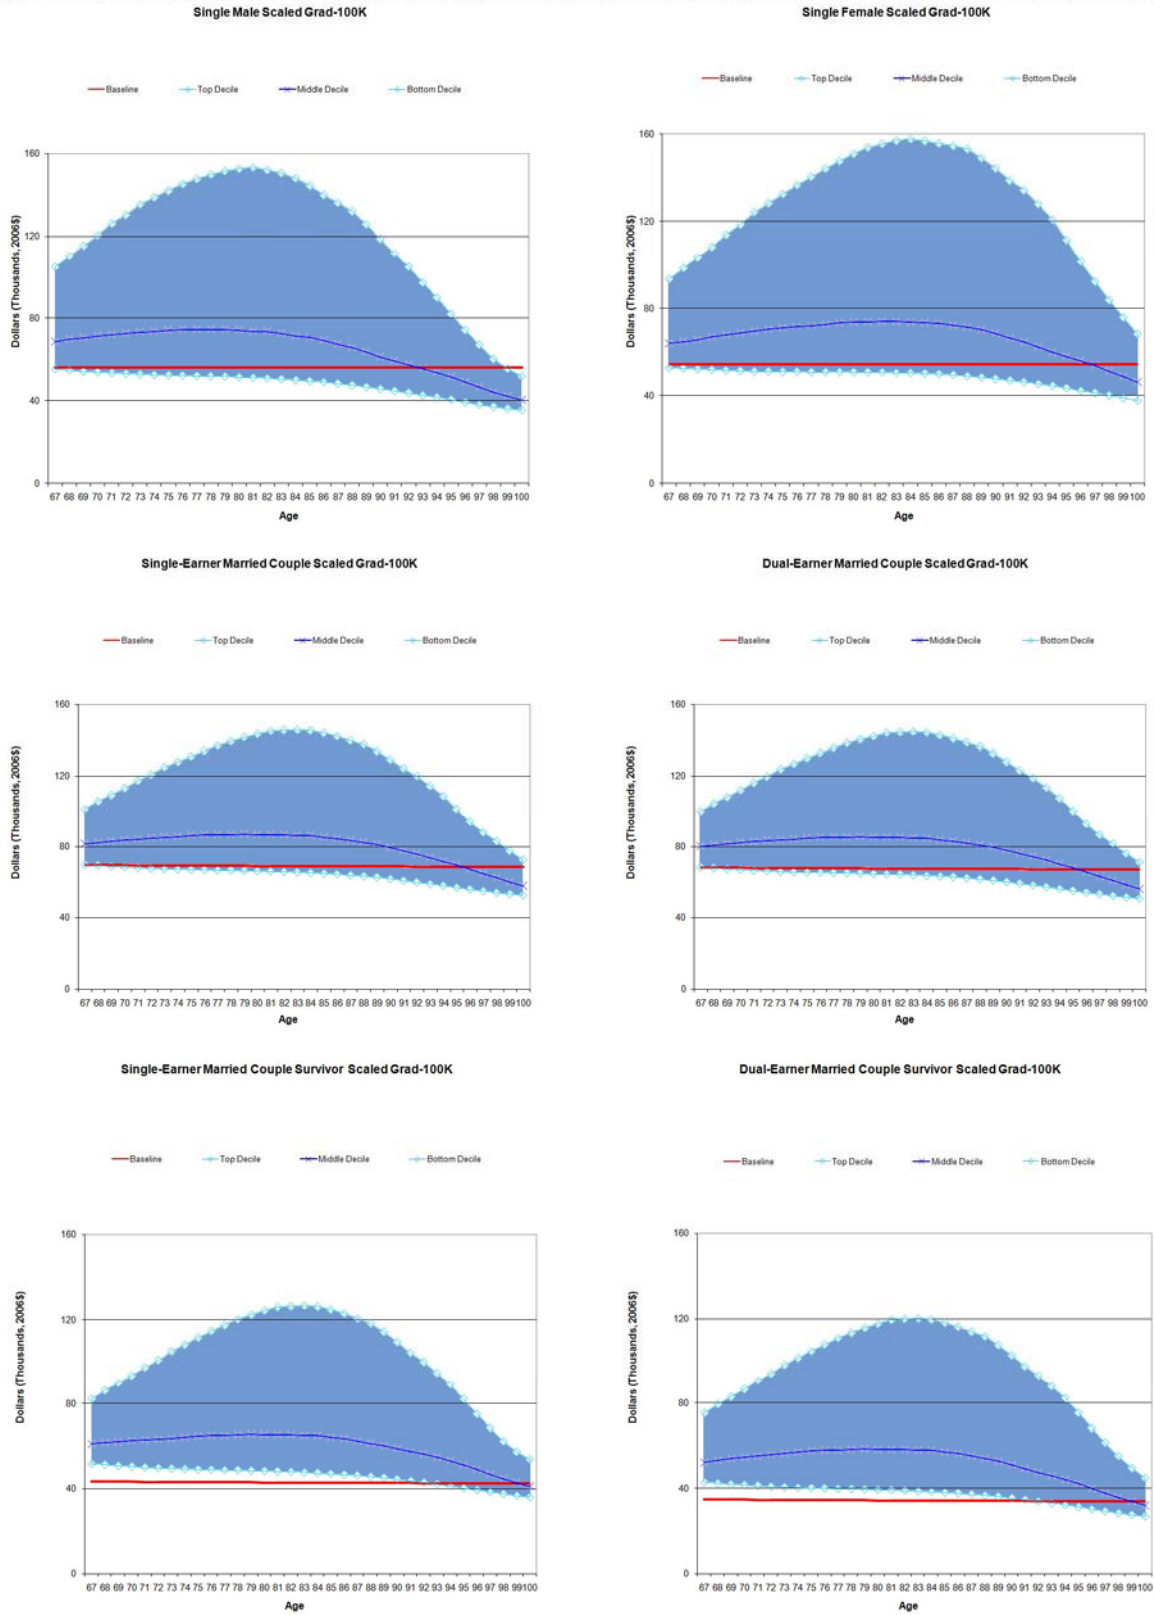 Single Male Scaled Grad-100K
Baseline Top Decile Middle Decile Bottom Decile
Dollars (Thousands, 2006$)
160
120
80
40
0
67 68 69 70 71 72 73 74 75 76 77 78 79 80 81 82 83 84 85 86 87 88 89 90 91 92 93 94 95 96 97 98 99 100
Age
Single Female Scaled Grad-100K
Baseline Top Decile Middle Decile Bottom Decile
Dollars (Thousands, 2006$)
160
120
80
40
0
67 68 69 70 71 72 73 74 75 76 77 78 79 80 81 82 83 84 85 86 87 88 89 90 91 92 93 94 95 96 97 98 99 100
Age
Single-Earner Married Couple Scaled Grad-100K
Baseline Top Decile Middle Decile Bottom Decile
Dollars (Thousands, 2006$)
160
120
80
40
0
67 68 69 70 71 72 73 74 75 76 77 78 79 80 81 82 83 84 85 86 87 88 89 90 91 92 93 94 95 96 97 98 99 100
Age
Dual-Earner Married Couple Scaled Grad-100K
Baseline Top Decile Middle Decile Bottom Decile
Dollars (Thousands, 2006$)
160
120
80
40
0
67 68 69 70 71 72 73 74 75 76 77 78 79 80 81 82 83 84 85 86 87 88 89 90 91 92 93 94 95 96 97 98 99 100
Age
Single-Earner Married Couple Survivor Scaled Grad-100K
Baseline Top Decile Middle Decile Bottom Decile
Dollars (Thousands, 2006$)
160
120
80
40
0
67 68 69 70 71 72 73 74 75 76 77 78 79 80 81 82 83 84 85 86 87 88 89 90 91 92 93 94 95 96 97 98 99 100
Age
Dual-Earner Married Couple Survivor Scaled Grad-100K
Baseline Top Decile Middle Decile Bottom Decile
Dollars (Thousands, 2006$)
160
120
80
40
0
67 68 69 70 71 72 73 74 75 76 77 78 79 80 81 82 83 84 85 86 87 88 89 90 91 92 93 94 95 96 97 98 99 100
Age